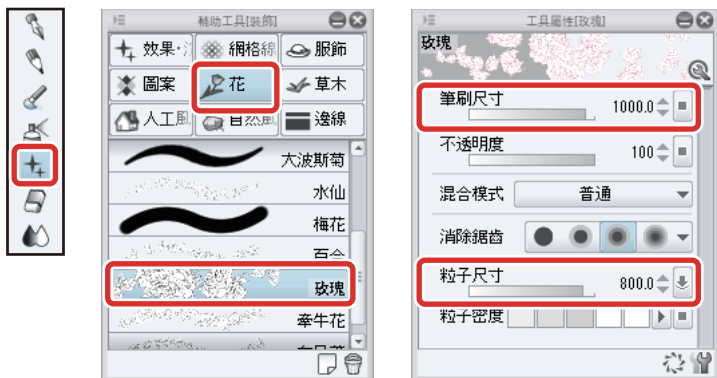 輔助工具[裝飾]
效果·
網格線
服飾
圖案
花
草木
人工風
自然風
邊線
大波斯菊
水仙
梅花
百合
玫瑰
牽牛花
工具屬性[玫瑰]
玫瑰
筆刷尺寸 1000.0
不透明度 100
混合模式 普通
消除鋸齒
粒子尺寸 800.0
粒子密度